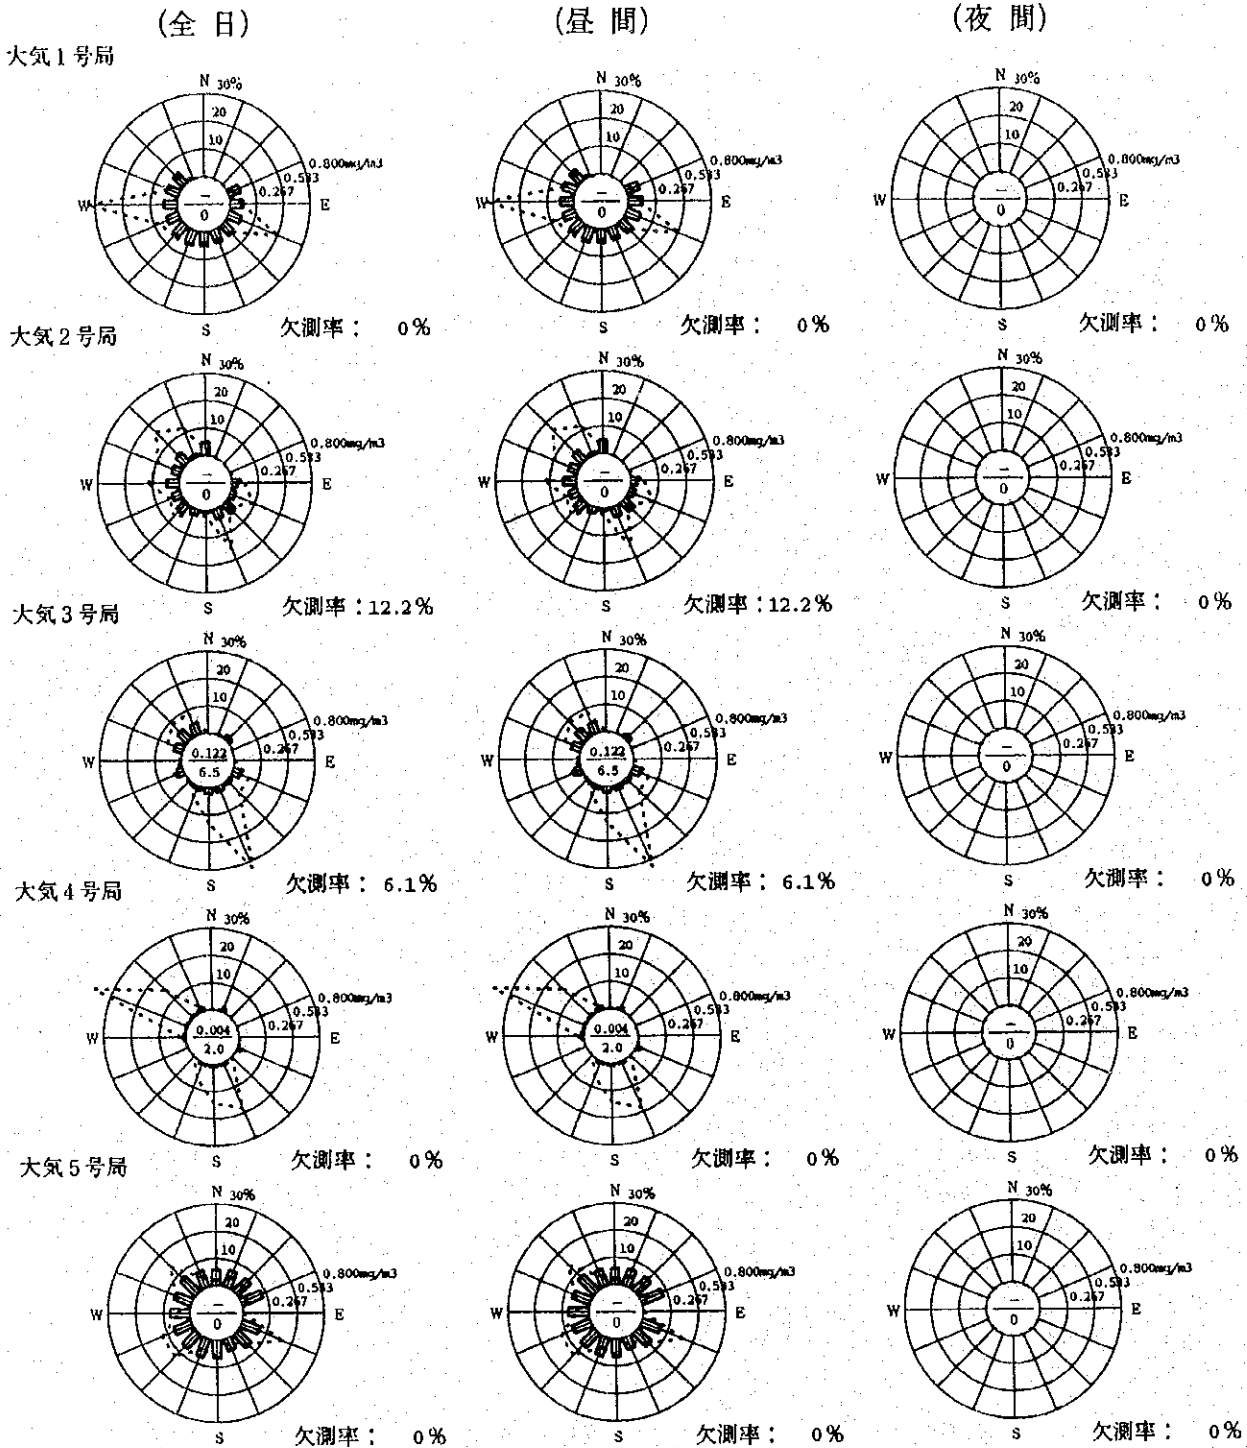 (全 日) (昼 間) (夜 間)
大気1号局
N 30% N 30% N 30%
20 20 20
10 10 10
0.800mg/m3 0.800mg/m3 0.800mg/m3
0.533 0.533 0.533
0.267 0.267 0.267
W — E W — E W — E
0 0 0
S 欠測率: 0% S 欠測率: 0% S 欠測率: 0%
大気2号局
N 30% N 30% N 30%
20 20 20
10 10 10
0.800mg/m3 0.800mg/m3 0.800mg/m3
0.533 0.533 0.533
0.267 0.267 0.267
W — E W — E W — E
0 0 0
S 欠測率:12.2% S 欠測率:12.2% S 欠測率: 0%
大気3号局
N 30% N 30% N 30%
20 20 20
10 10 10
0.800mg/m3 0.800mg/m3 0.800mg/m3
0.533 0.533 0.533
0.267 0.267 0.267
W 0.122 E W 0.122 E W — E
6.5 6.5 0
S 欠測率: 6.1% S 欠測率: 6.1% S 欠測率: 0%
大気4号局
N 30% N 30% N 30%
20 20 20
10 10 10
0.800mg/m3 0.800mg/m3 0.800mg/m3
0.533 0.533 0.533
0.267 0.267 0.267
W 0.004 E W 0.004 E W — E
2.0 2.0 0
S 欠測率: 0% S 欠測率: 0% S 欠測率: 0%
大気5号局
N 30% N 30% N 30%
20 20 20
10 10 10
0.800mg/m3 0.800mg/m3 0.800mg/m3
0.533 0.533 0.533
0.267 0.267 0.267
W — E W — E W — E
0 0 0
S 欠測率: 0% S 欠測率: 0% S 欠測率: 0%